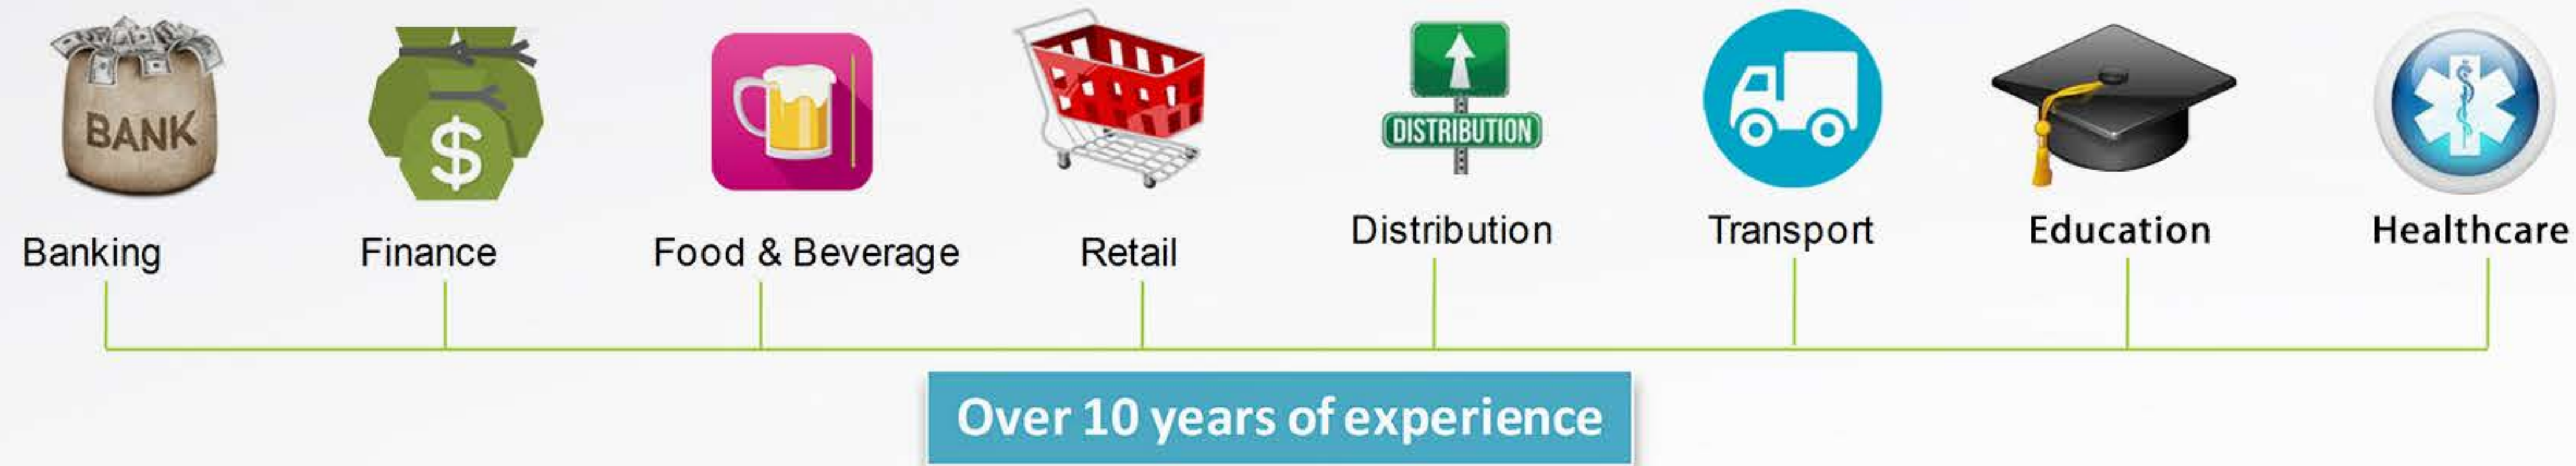 BANK
$
DISTRIBUTION
Banking
Finance
Food & Beverage
Retail
Distribution
Transport
Education
Healthcare
Over 10 years of experience